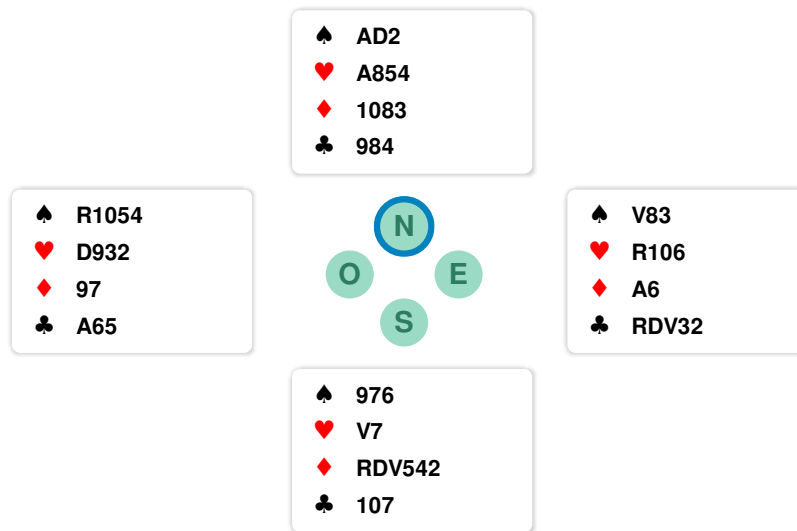 ♠ AD2
♥ A854
♦ 1083
♣ 984
♠ R1054
♥ D932
♦ 97
♣ A65
N
O
E
S
♠ V83
♥ R106
♦ A6
♣ RDV32
♠ 976
♥ V7
♦ RDV542
♣ 107